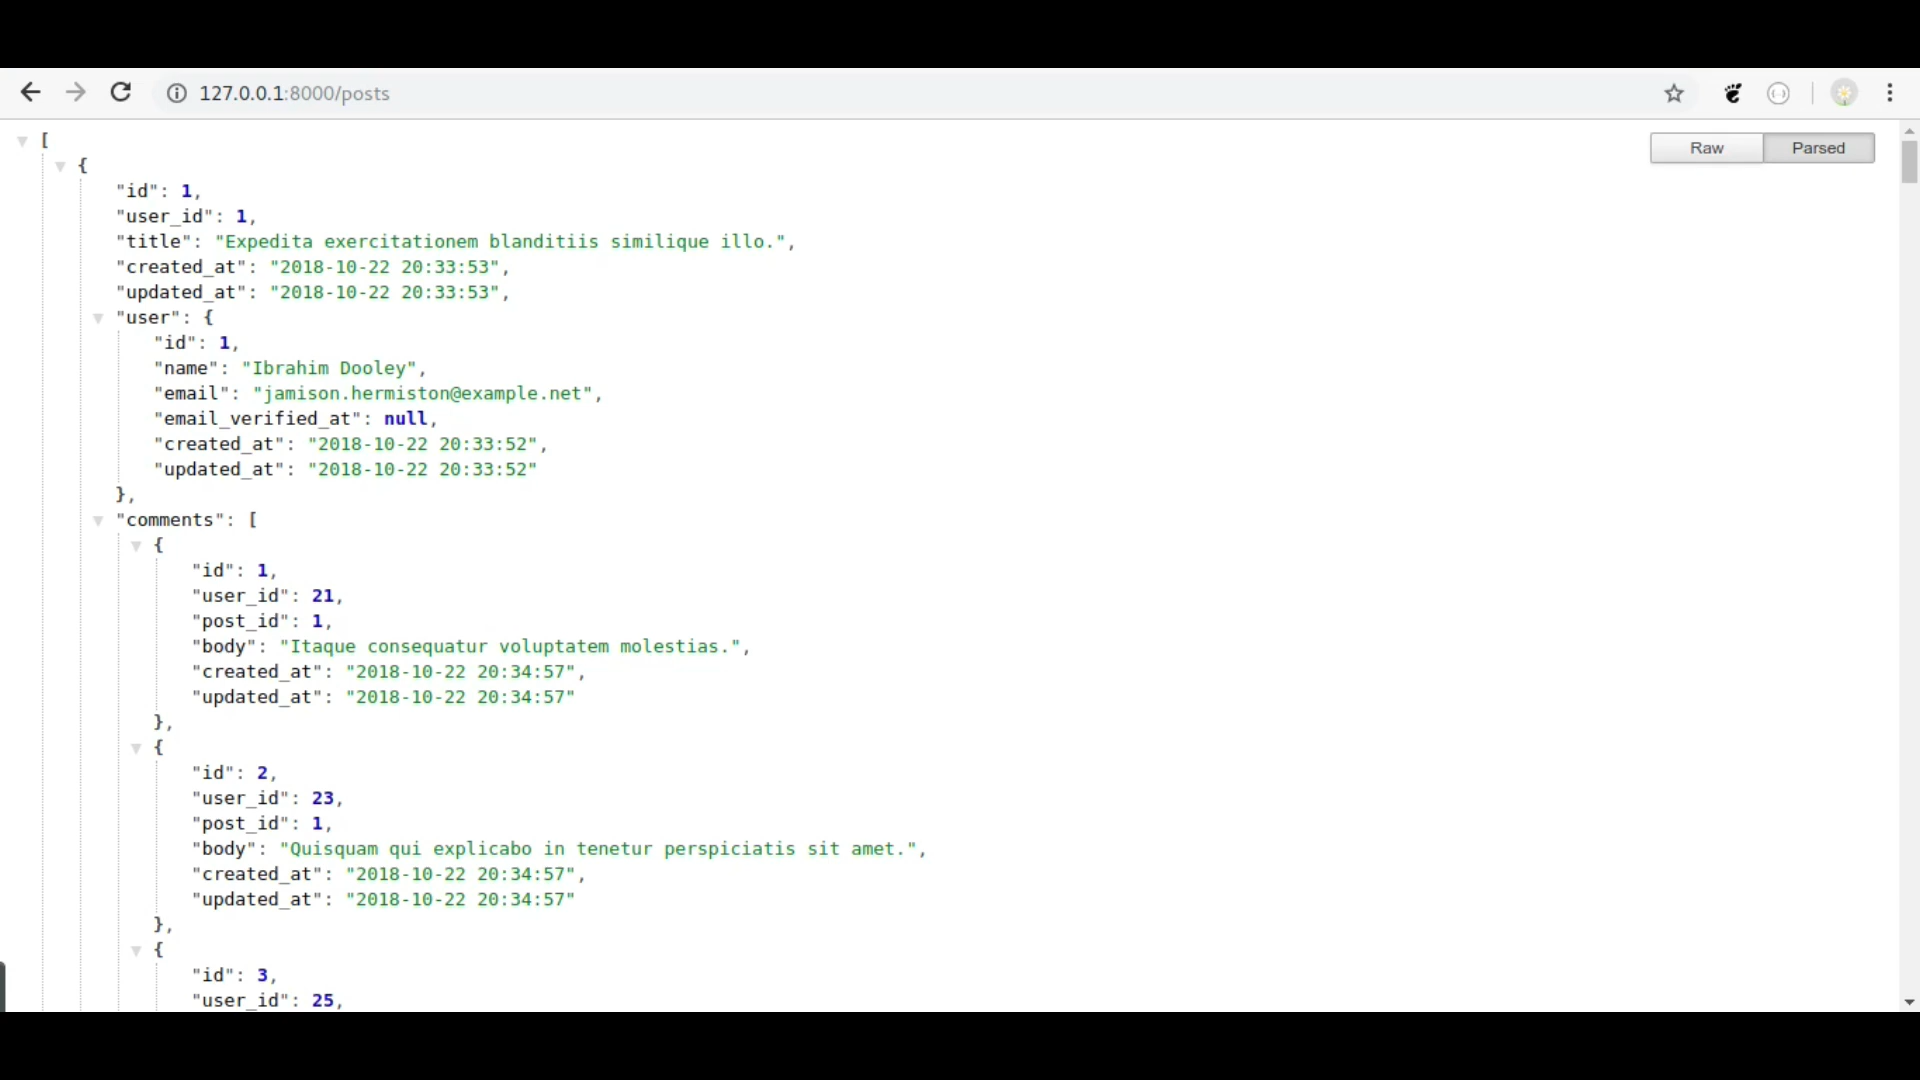 127.0.0.1:8000/posts
Raw Parsed
[
{
"id": 1,
"user_id": 1,
"title": "Expedita exercitationem blanditiis similique illo.",
"created_at": "2018-10-22 20:33:53",
"updated_at": "2018-10-22 20:33:53",
"user": {
"id": 1,
"name": "Ibrahim Dooley",
"email": "jamison.hermiston@example.net",
"email_verified_at": null,
"created_at": "2018-10-22 20:33:52",
"updated_at": "2018-10-22 20:33:52"
},
"comments": [
{
"id": 1,
"user_id": 21,
"post_id": 1,
"body": "Itaque consequatur voluptatem molestias.",
"created_at": "2018-10-22 20:34:57",
"updated_at": "2018-10-22 20:34:57"
},
{
"id": 2,
"user_id": 23,
"post_id": 1,
"body": "Quisquam qui explicabo in tenetur perspiciatis sit amet.",
"created_at": "2018-10-22 20:34:57",
"updated_at": "2018-10-22 20:34:57"
},
{
"id": 3,
"user_id": 25,